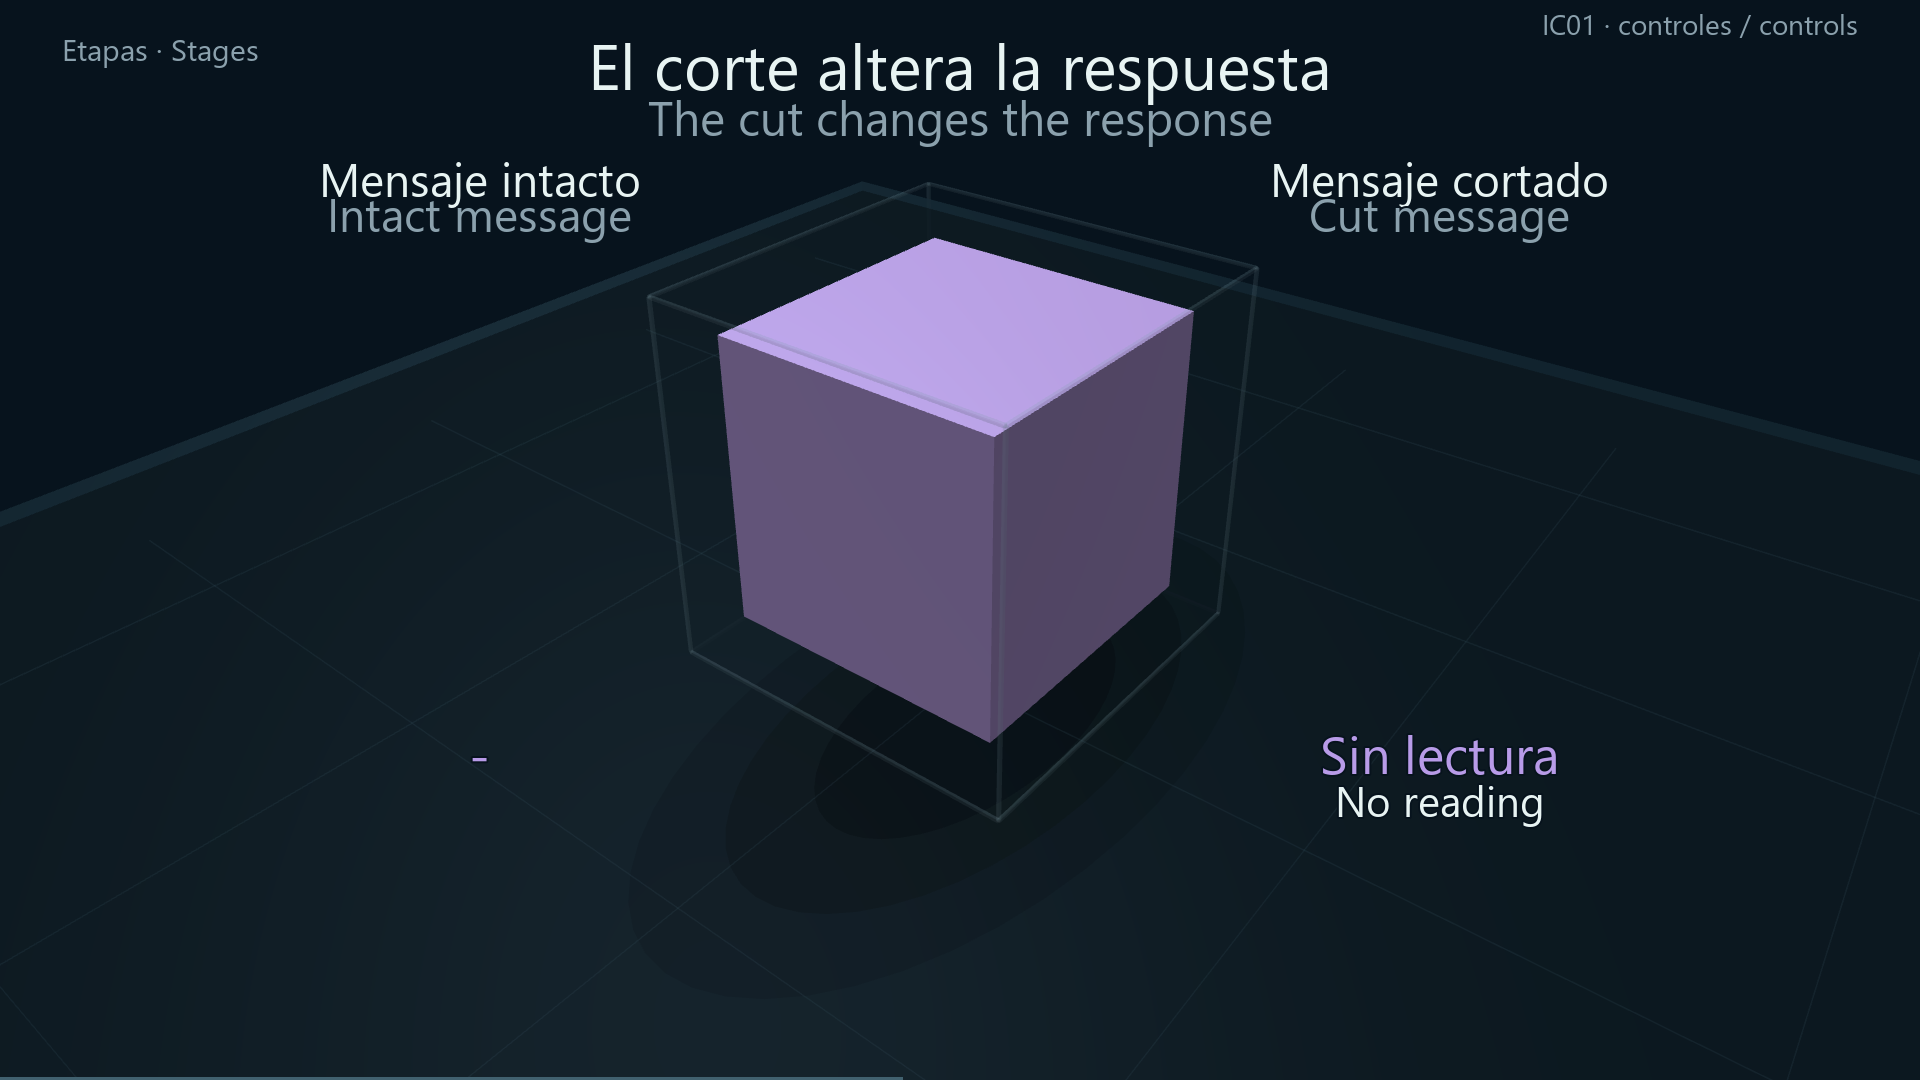 Etapas · Stages
IC01 · controles / controls
El corte altera la respuesta
The cut changes the response
Mensaje intacto
Intact message
Mensaje cortado
Cut message
-
Sin lectura
No reading